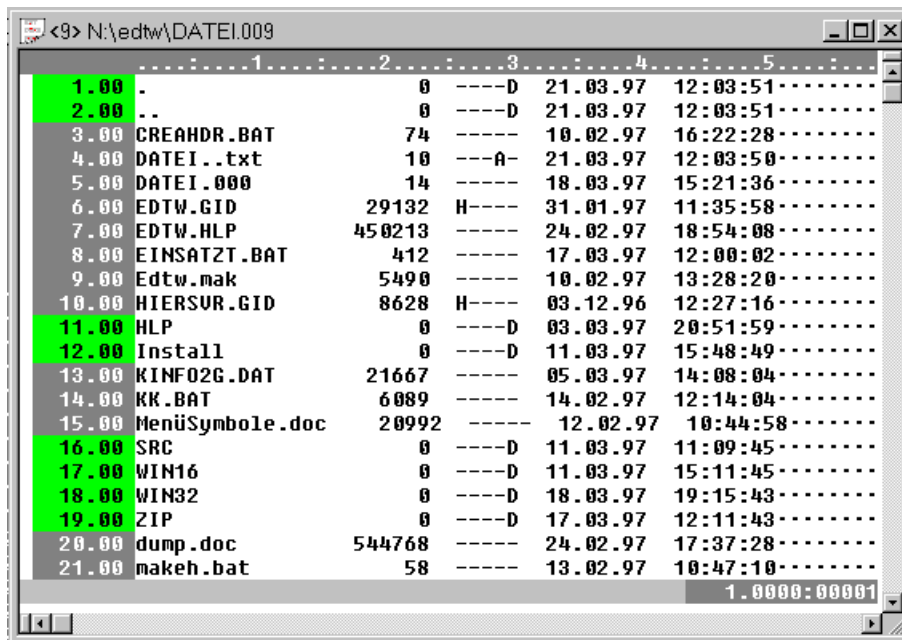 <9> N:\edtw\DATEI.009
....:....1....:....2....:....3....:....4....:....5....:...
1.00 . 0 ----D 21.03.97 12:03:51········
2.00 .. 0 ----D 21.03.97 12:03:51········
3.00 CREAHDR.BAT 74 ----- 10.02.97 16:22:28········
4.00 DATEI..txt 10 ---A- 21.03.97 12:03:50········
5.00 DATEI.000 14 ----- 18.03.97 15:21:36········
6.00 EDTW.GID 29132 H---- 31.01.97 11:35:58········
7.00 EDTW.HLP 450213 ----- 24.02.97 18:54:08········
8.00 EINSATZT.BAT 412 ----- 17.03.97 12:00:02········
9.00 Edtw.mak 5490 ----- 10.02.97 13:28:20········
10.00 HIERSVR.GID 8628 H---- 03.12.96 12:27:16········
11.00 HLP 0 ----D 03.03.97 20:51:59········
12.00 Install 0 ----D 11.03.97 15:48:49········
13.00 KINFO2G.DAT 21667 ----- 05.03.97 14:08:04········
14.00 KK.BAT 6089 ----- 14.02.97 12:14:04········
15.00 MenüSymbole.doc 20992 ----- 12.02.97 10:44:58·······
16.00 SRC 0 ----D 11.03.97 11:09:45········
17.00 WIN16 0 ----D 11.03.97 15:11:45········
18.00 WIN32 0 ----D 18.03.97 19:15:43········
19.00 ZIP 0 ----D 17.03.97 12:11:43········
20.00 dump.doc 544768 ----- 24.02.97 17:37:28········
21.00 makeh.bat 58 ----- 13.02.97 10:47:10········
1.0000:00001